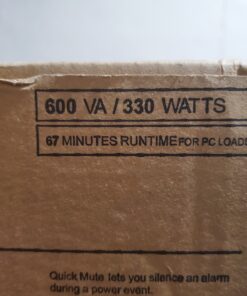 600 VA / 330 WATTS
67 MINUTES RUNTIME FOR PC LOAD
Quick Mute lets you silence an alarm
during a power event.